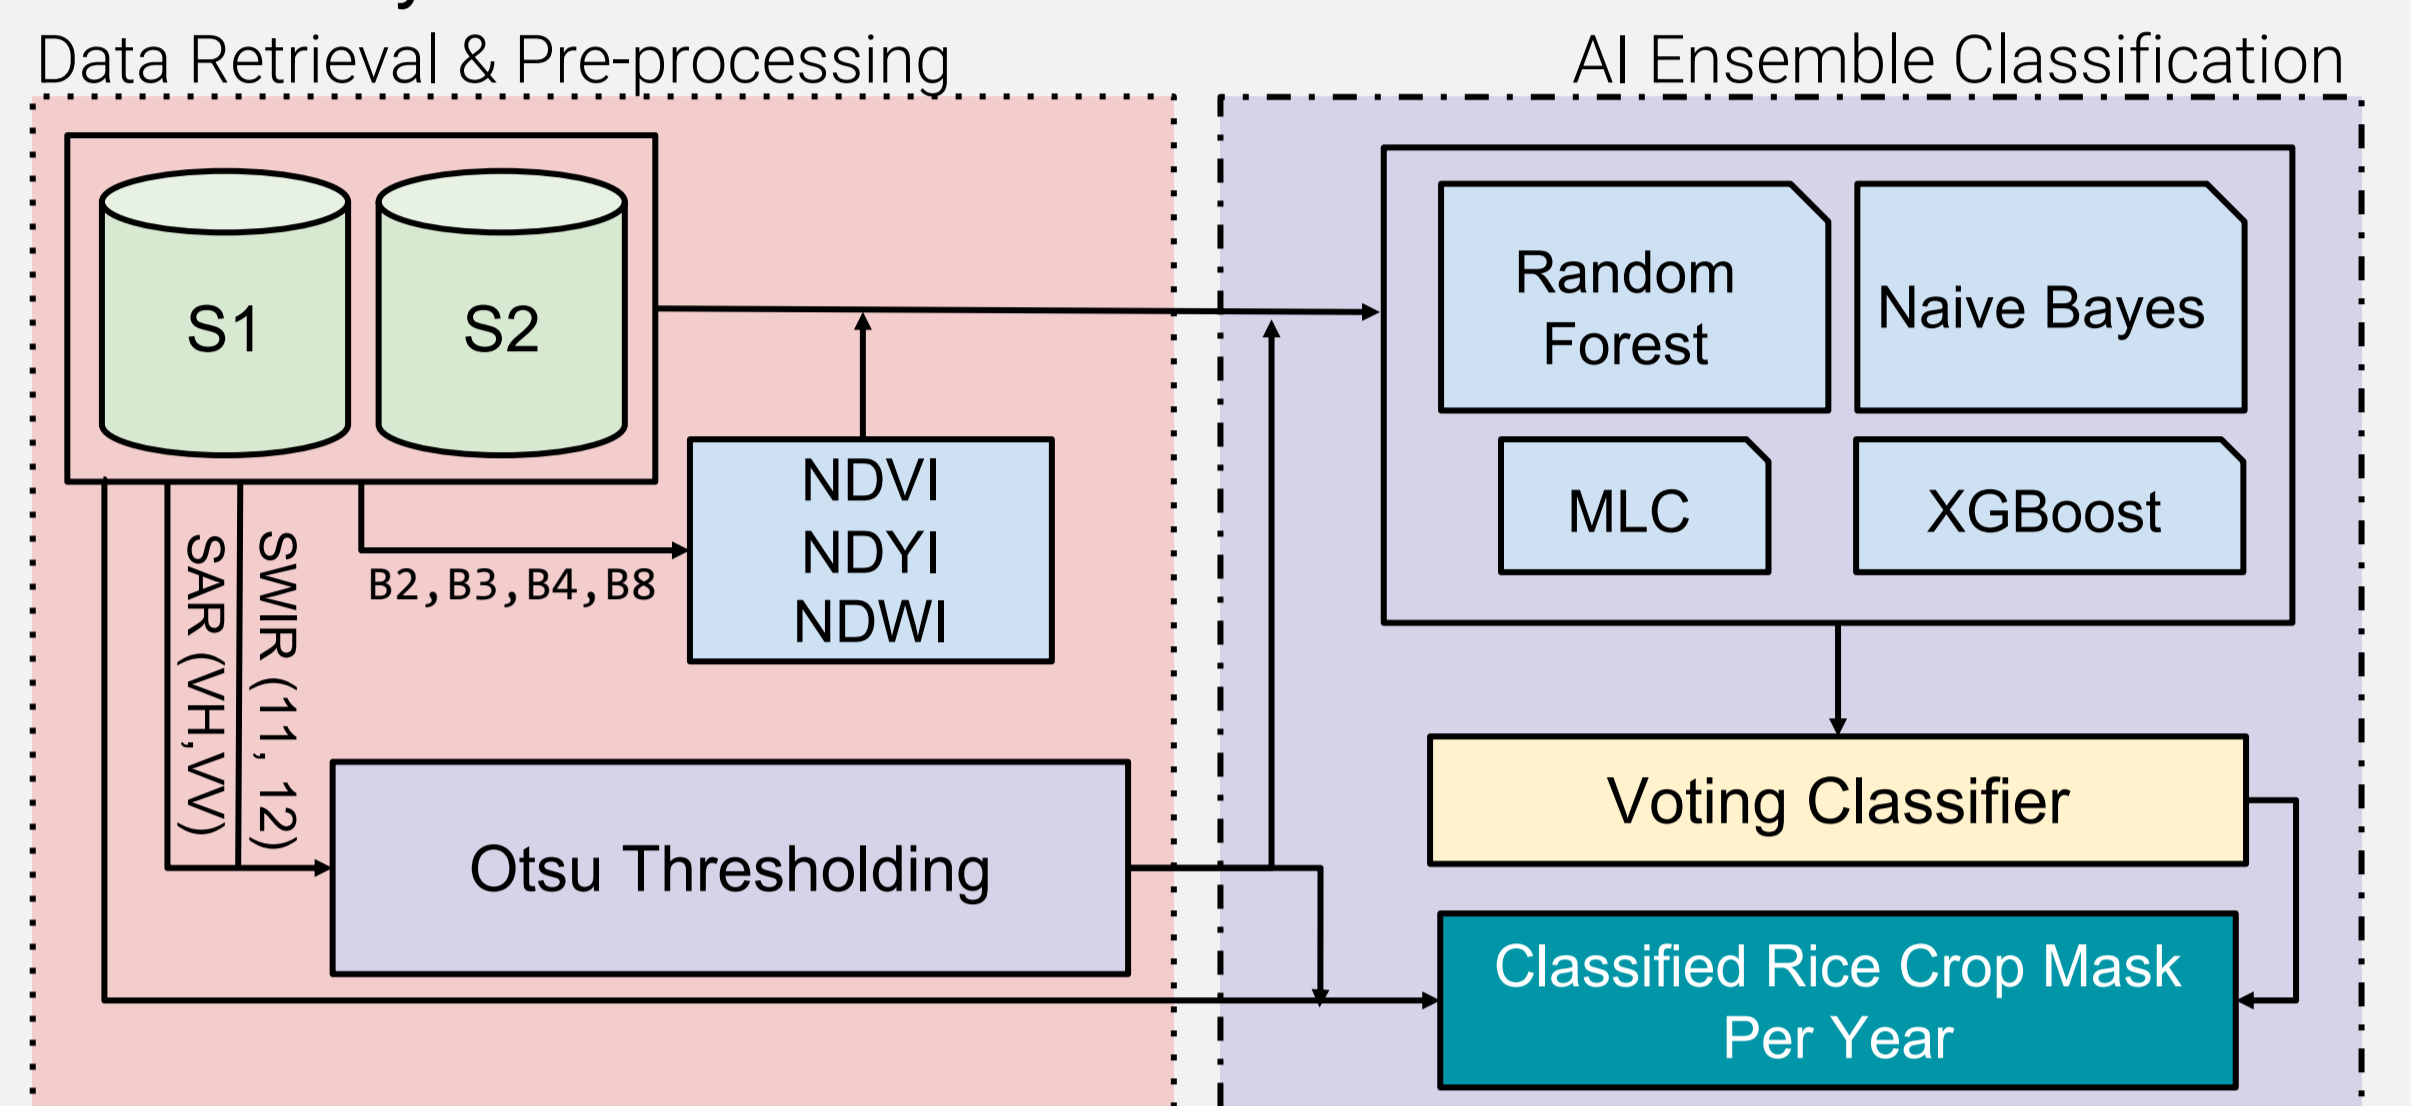 Data Retrieval & Pre-processing
AI Ensemble Classification
S1
S2
Random
Forest
Naive Bayes
MLC
XGBoost
NDVI
NDYI
NDWI
B2,B3,B4,B8
SAR (VH,VV)
SWIR (11, 12)
Otsu Thresholding
Voting Classifier
Classified Rice Crop Mask
Per Year